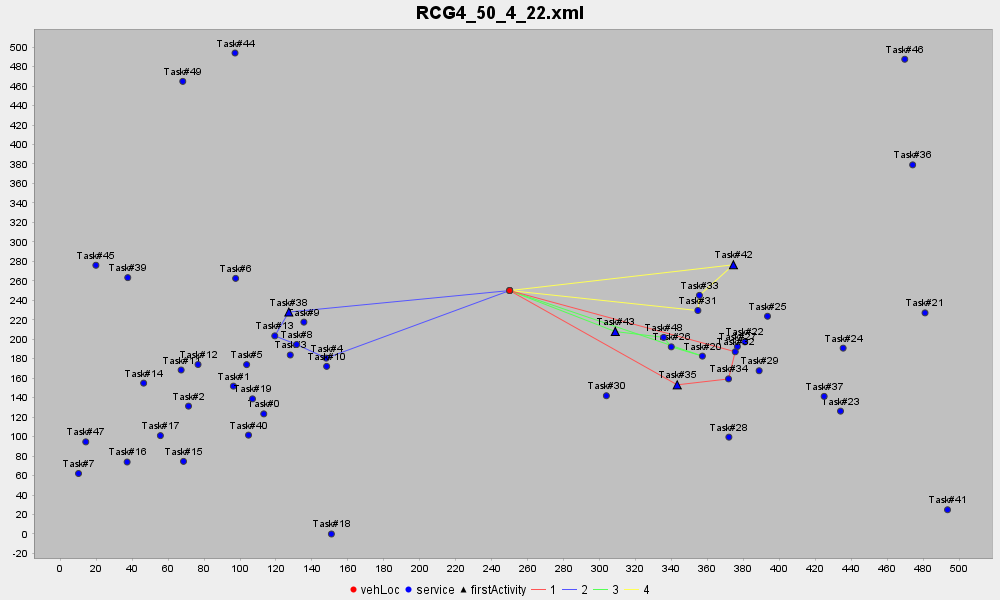 RCG4_50_4_22.xml
500
480
460
440
420
400
380
360
340
320
300
280
260
240
220
200
180
160
140
120
100
80
60
40
20
0
-20
Task#44
Task#46
Task#49
Task#36
Task#45
Task#39
Task#6
Task#42
Task#33
Task#31
Task#38
Task#9
Task#25
Task#21
Task#43
Task#13
Task#48
Task#22
Task#8
Task#26
Task#24
Task#3
Task#4
Task#20
Task#10
Task#12
Task#5
Task#29
Task#34
Task#35
Task#14
Task#1
Task#19
Task#30
Task#37
Task#2
Task#0
Task#23
Task#47
Task#17
Task#40
Task#28
Task#16
Task#15
Task#7
Task#41
Task#18
0 20 40 60 80 100 120 140 160 180 200 220 240 260 280 300 320 340 360 380 400 420 440 460 480 500
vehLoc service firstActivity 1 2 3 4